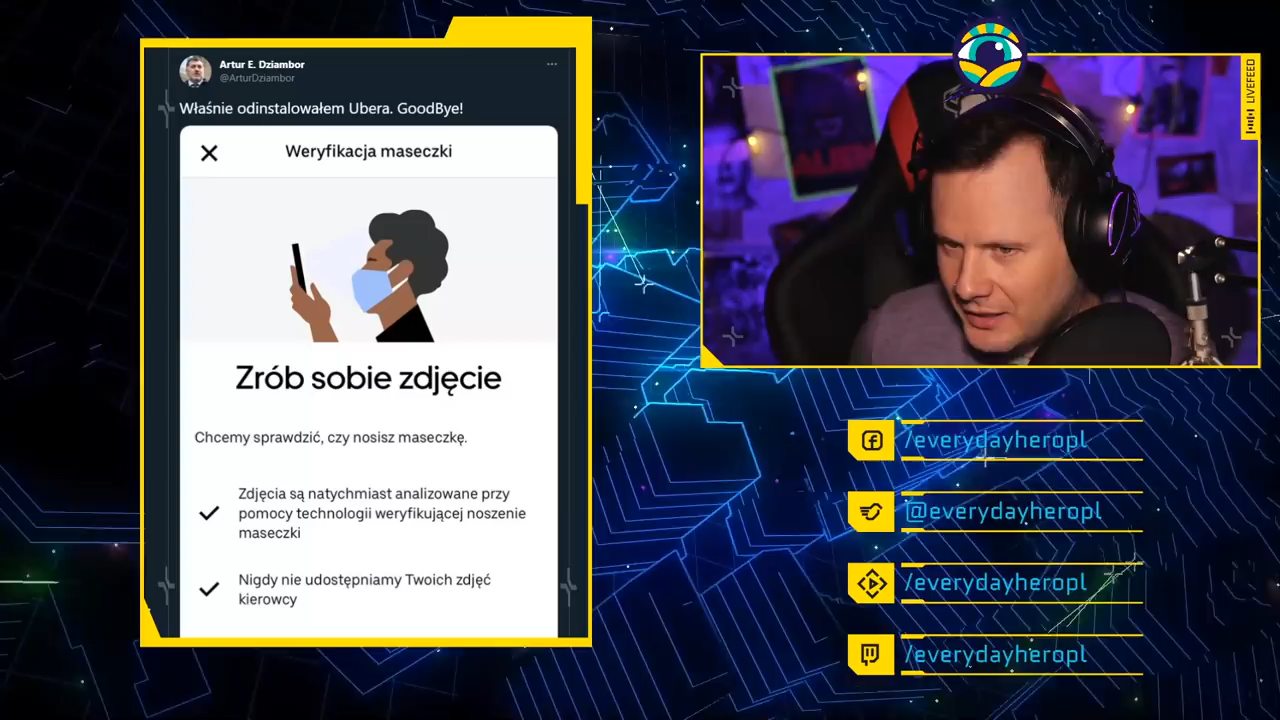 Artur E. Dziambor
@ArturDziambor
Właśnie odinstalowałem Ubera. GoodBye!
Weryfikacja maseczki
Zrób sobie zdjęcie
Chcemy sprawdzić, czy nosisz maseczkę.
Zdjęcia są natychmiast analizowane przy
pomocy technologii weryfikującej noszenie
maseczki
Nigdy nie udostępniamy Twoich zdjęć
kierowcy
LIVEFEED
ALIEN
/everydayheropl
@everydayheropl
/everydayheropl
/everydayheropl